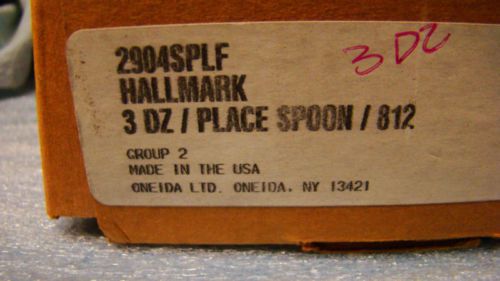 2904SPLF
3 DZ
HALLMARK
3 DZ / PLACE SPOON / 812
GROUP 2
MADE IN THE USA
ONEIDA LTD. ONEIDA, NY 13421